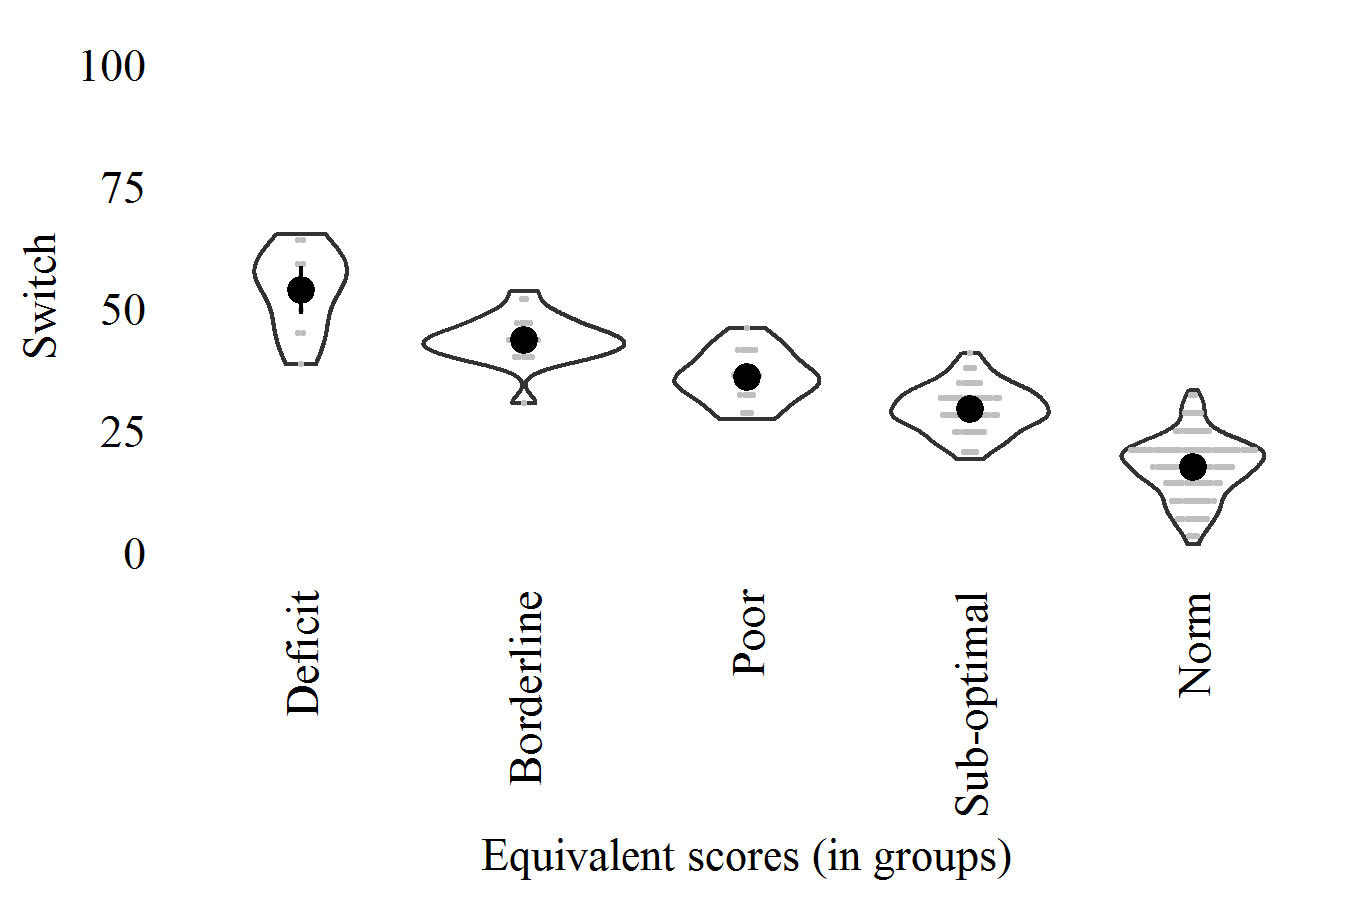 100
75
50
25
0
Switch
Deficit
Borderline
Poor
Sub-optimal
Norm
Equivalent scores (in groups)